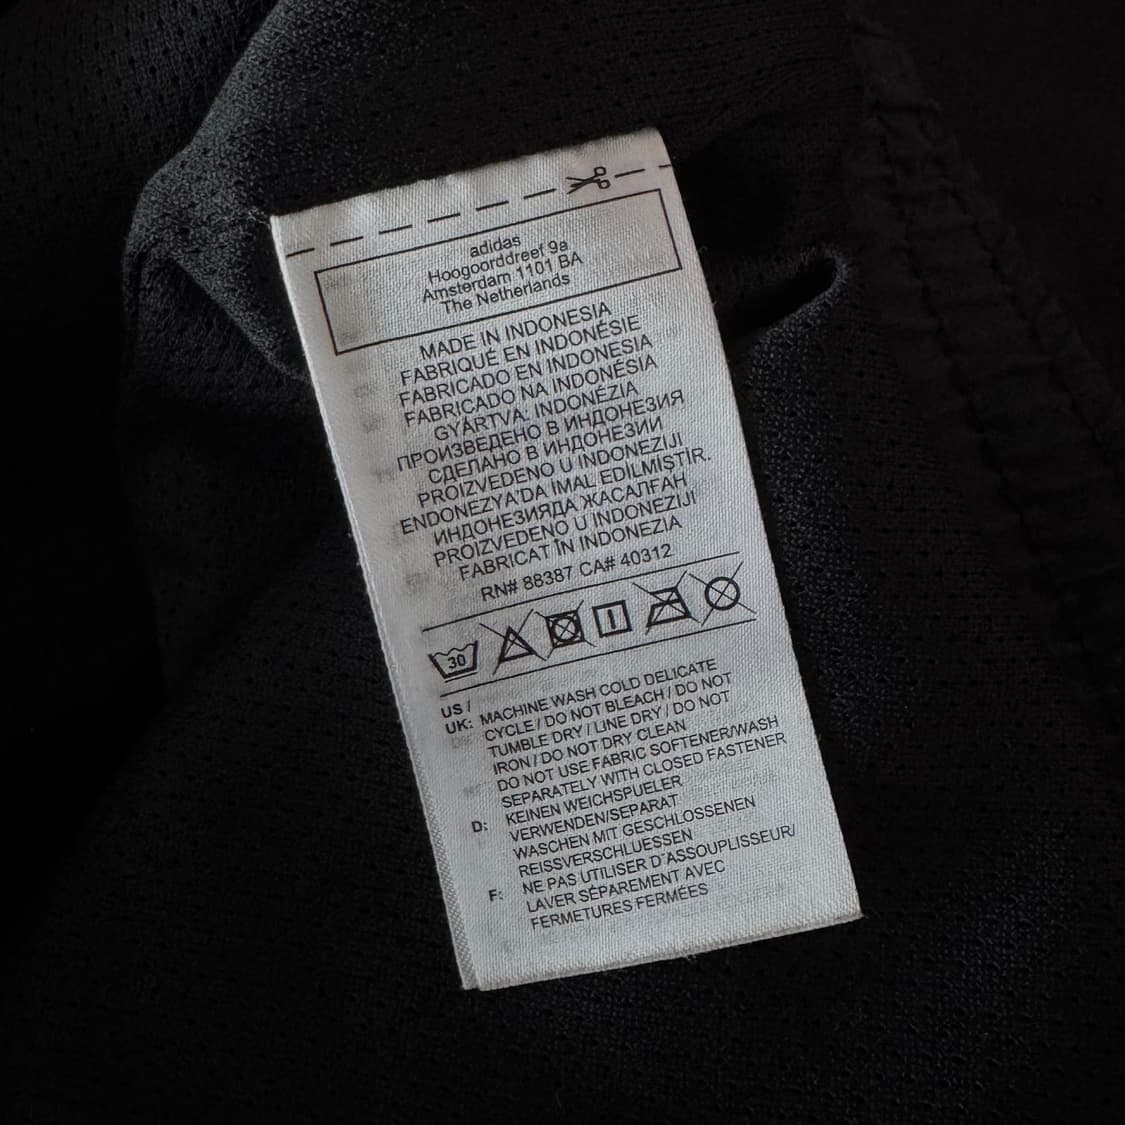 adidas
Hoogoorddreef 9a
Amsterdam 1101 BA
The Netherlands
MADE IN INDONESIA
FABRIQUÉ EN INDONÉSIE
FABRICADO EN INDONESIA
FABRICADO NA INDONÉSIA
GYÁRTVA: INDONÉZIA
ПРОИЗВЕДЕНО В ИНДОНЕЗИЯ
СДЕЛАНО В ИНДОНЕЗИИ
PROIZVEDENO U INDONEZIJI
ENDONEZYA'DA IMAL EDILMIŞTIR.
ИНДОНЕЗИЯДА ЖАСАЛҒАН
PROIZVEDENO U INDONEZIJI
FABRICAT ÎN INDONEZIA
RN# 88387 CA# 40312
30
US /
UK: MACHINE WASH COLD DELICATE
CYCLE / DO NOT BLEACH / DO NOT
TUMBLE DRY / LINE DRY / DO NOT
IRON / DO NOT DRY CLEAN
DO NOT USE FABRIC SOFTENER/WASH
SEPARATELY WITH CLOSED FASTENER
D: KEINEN WEICHSPUELER
VERWENDEN/SEPARAT
WASCHEN MIT GESCHLOSSENEN
REISSVERSCHLUESSEN
F: NE PAS UTILISER D´ASSOUPLISSEUR/
LAVER SÉPAREMENT AVEC
FERMETURES FERMÉES